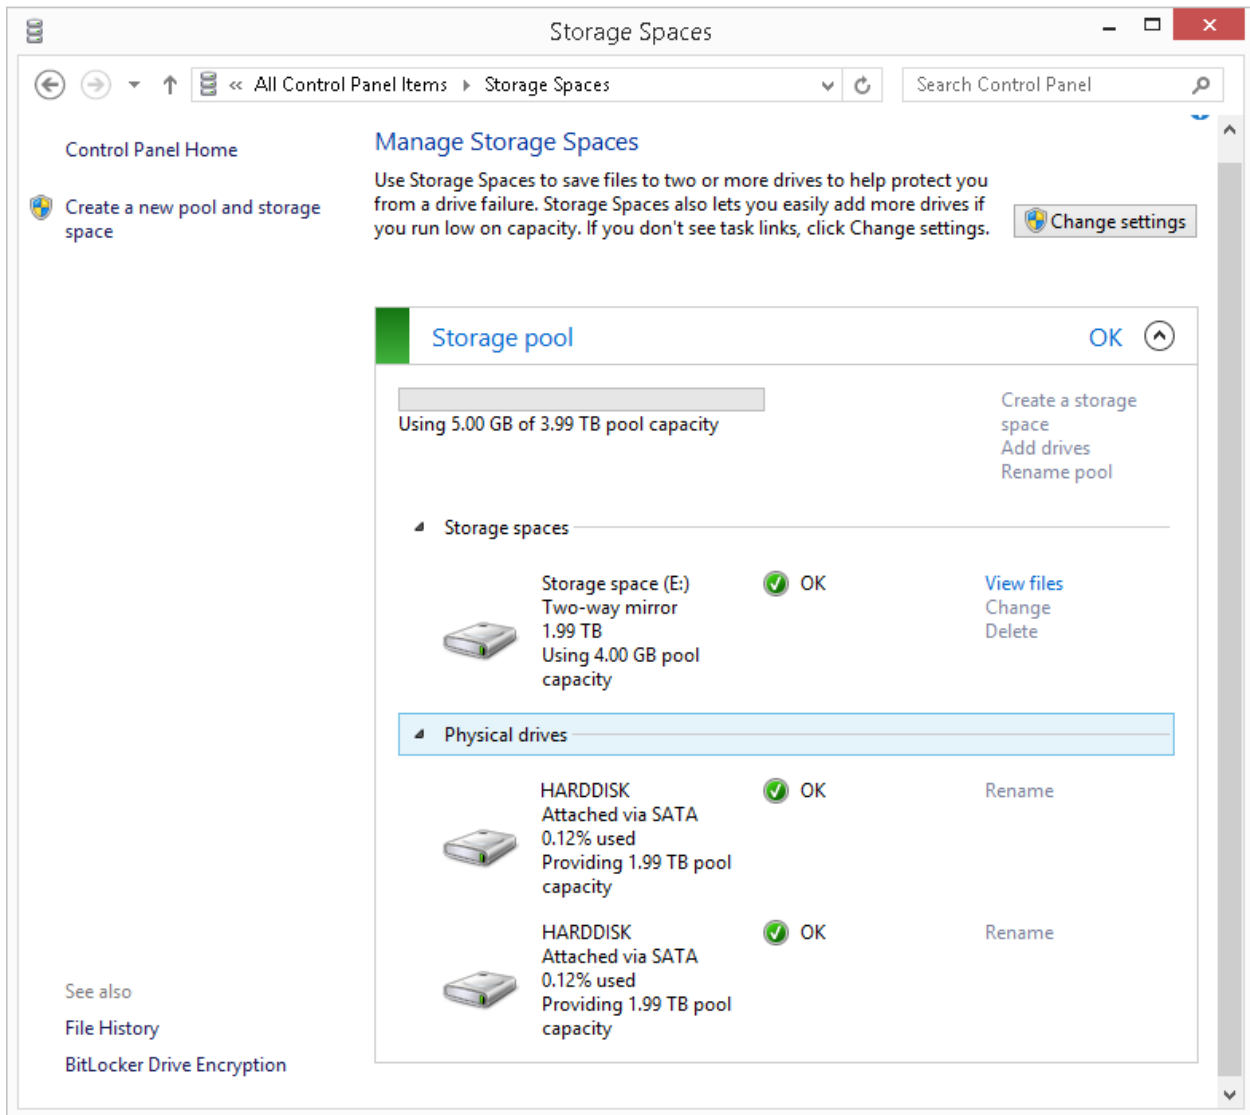 Storage Spaces
« All Control Panel Items Storage Spaces
Search Control Panel
Control Panel Home
Create a new pool and storage
space
Manage Storage Spaces
Use Storage Spaces to save files to two or more drives to help protect you
from a drive failure. Storage Spaces also lets you easily add more drives if
you run low on capacity. If you don't see task links, click Change settings.
Change settings
Storage pool
OK
Using 5.00 GB of 3.99 TB pool capacity
Create a storage
space
Add drives
Rename pool
Storage spaces
Storage space (E:)
Two-way mirror
1.99 TB
Using 4.00 GB pool
capacity
OK
View files
Change
Delete
Physical drives
HARDDISK
Attached via SATA
0.12% used
Providing 1.99 TB pool
capacity
OK
Rename
HARDDISK
Attached via SATA
0.12% used
Providing 1.99 TB pool
capacity
OK
Rename
See also
File History
BitLocker Drive Encryption